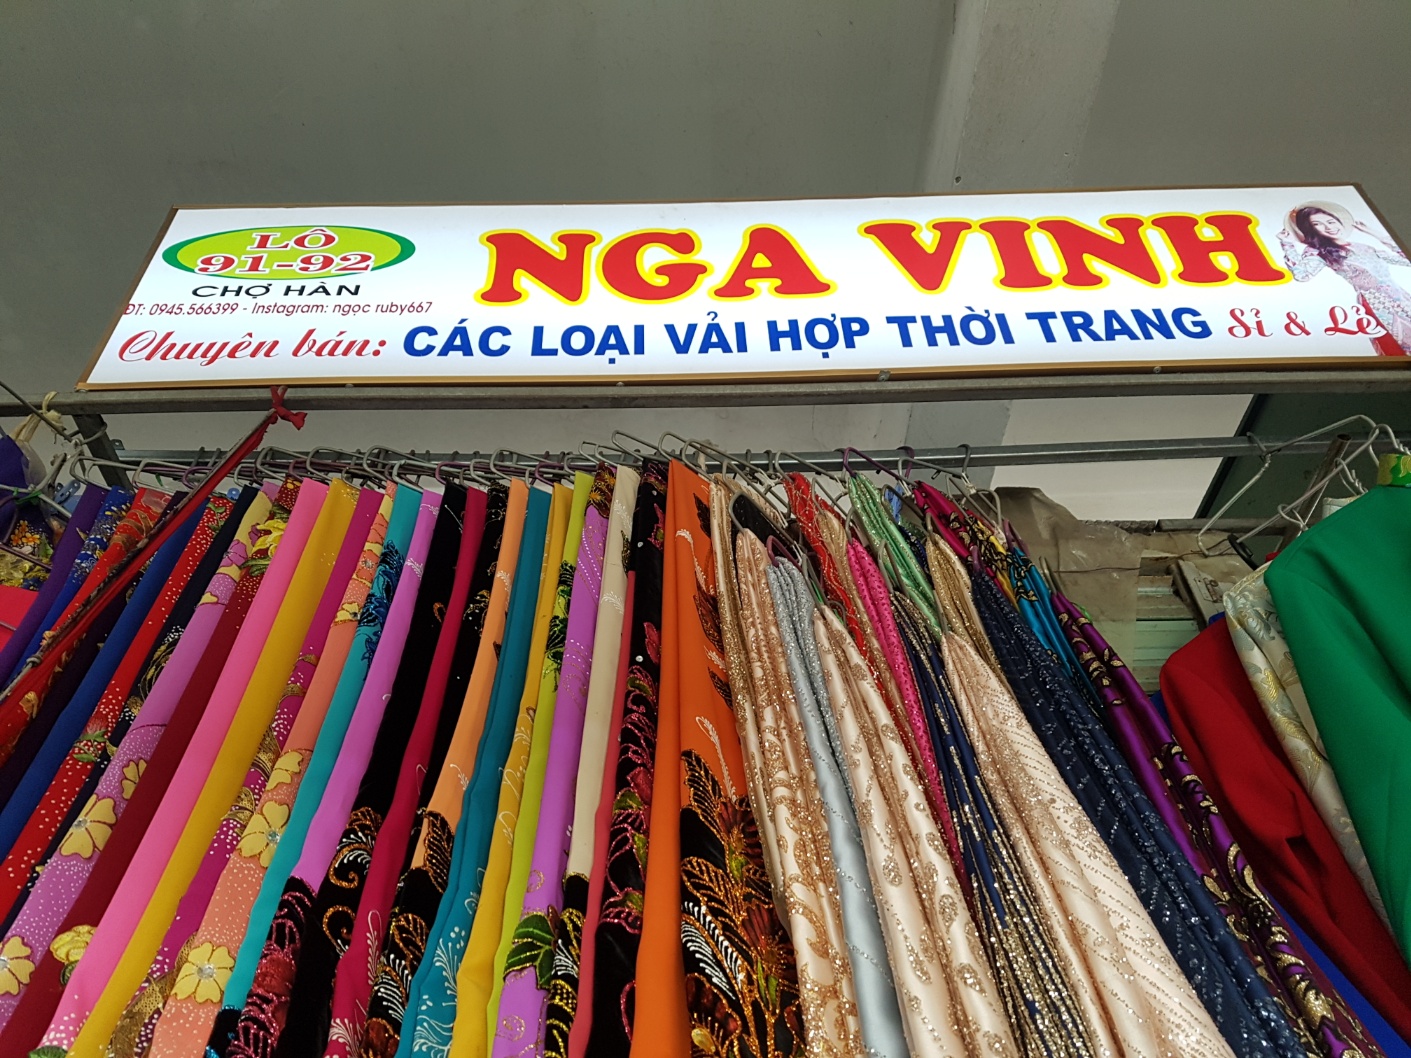 LÔ
91-92
CHỢ HÀN
ĐT: 0945.566399 - Instagram: ngọc ruby667
NGA VINH
Chuyên bán: CÁC LOẠI VẢI HỢP THỜI TRANG Sỉ & Lẻ